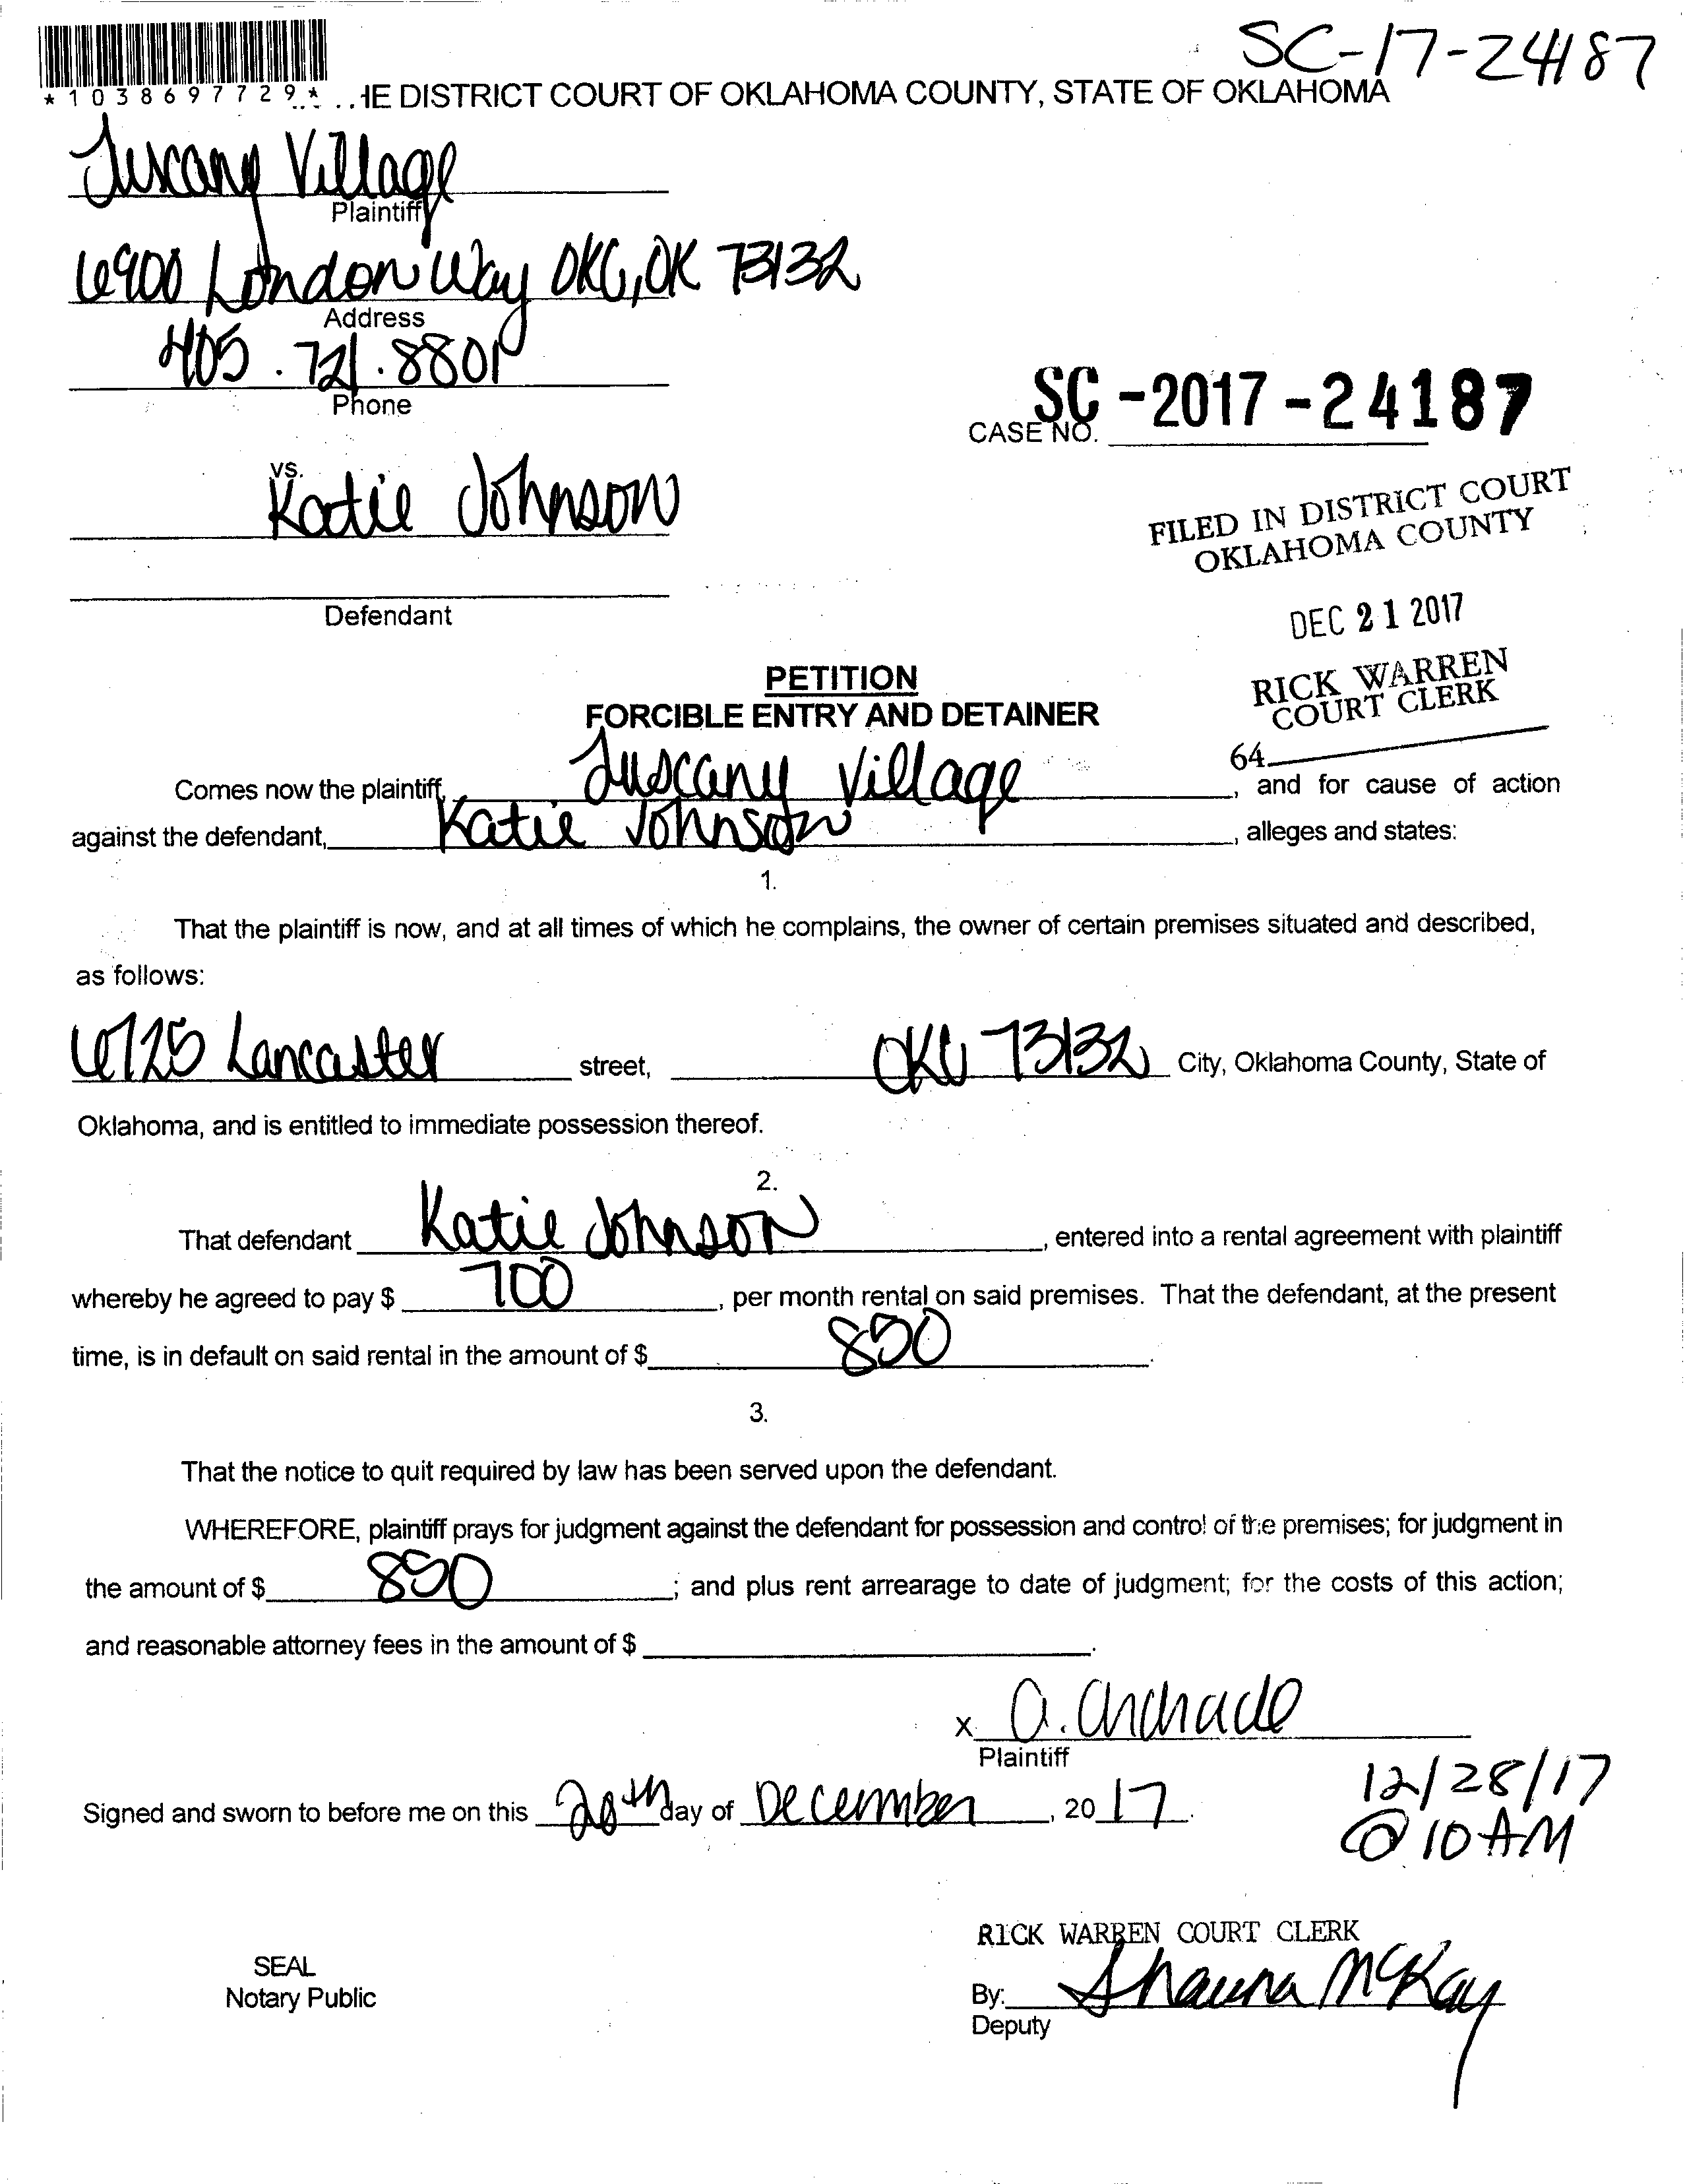 SC-17-24187
*1038697729*
HE DISTRICT COURT OF OKLAHOMA COUNTY, STATE OF OKLAHOMA
Tuscany Village
Plaintiff
6900 London Way OKC, OK 73132
Address
405.721.8801
Phone
SC-2017-24187
CASE NO.
vs.
Katie Johnson
FILED IN DISTRICT COURT
OKLAHOMA COUNTY
Defendant
DEC 21 2017
PETITION
FORCIBLE ENTRY AND DETAINER
RICK WARREN
COURT CLERK
64
Comes now the plaintiff, Tuscany Village, and for cause of action
against the defendant, Katie Johnson, alleges and states:
1.
That the plaintiff is now, and at all times of which he complains, the owner of certain premises situated and described,
as follows:
6725 Lancaster street, OKC 73132 City, Oklahoma County, State of
Oklahoma, and is entitled to immediate possession thereof.
2.
That defendant Katie Johnson, entered into a rental agreement with plaintiff
whereby he agreed to pay $ 700, per month rental on said premises. That the defendant, at the present
time, is in default on said rental in the amount of $ 850.
3.
That the notice to quit required by law has been served upon the defendant.
WHEREFORE, plaintiff prays for judgment against the defendant for possession and control of the premises; for judgment in
the amount of $ 850; and plus rent arrearage to date of judgment; for the costs of this action;
and reasonable attorney fees in the amount of $ .
x A. Andrade
Plaintiff
Signed and sworn to before me on this 20th day of December, 2017.
12/28/17
@ 10 AM
RICK WARREN COURT CLERK
SEAL
Notary Public
By: Shauna McKay
Deputy